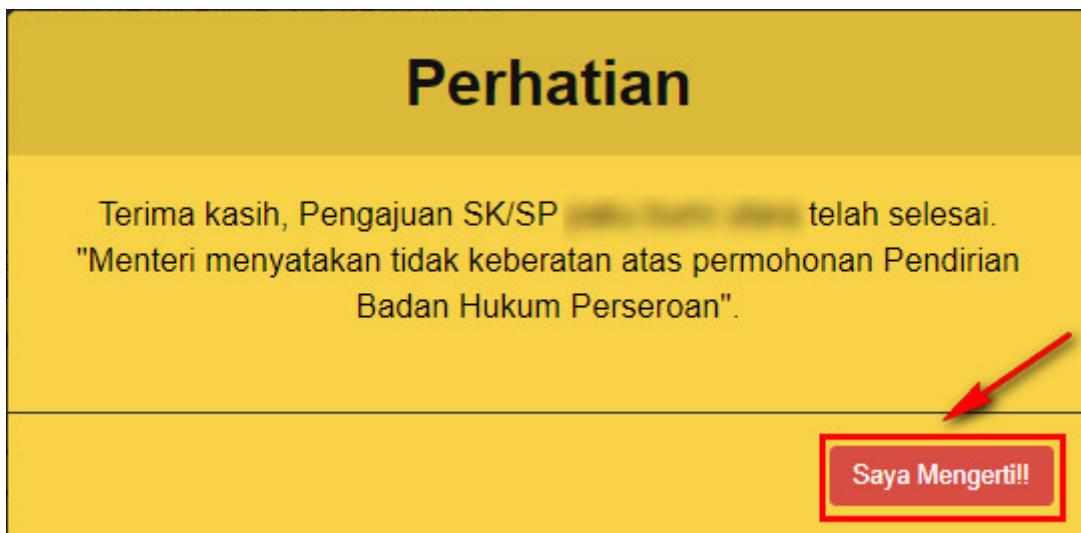 Perhatian
Terima kasih, Pengajuan SK/SP telah selesai.
"Menteri menyatakan tidak keberatan atas permohonan Pendirian
Badan Hukum Perseroan".
Saya Mengerti!!